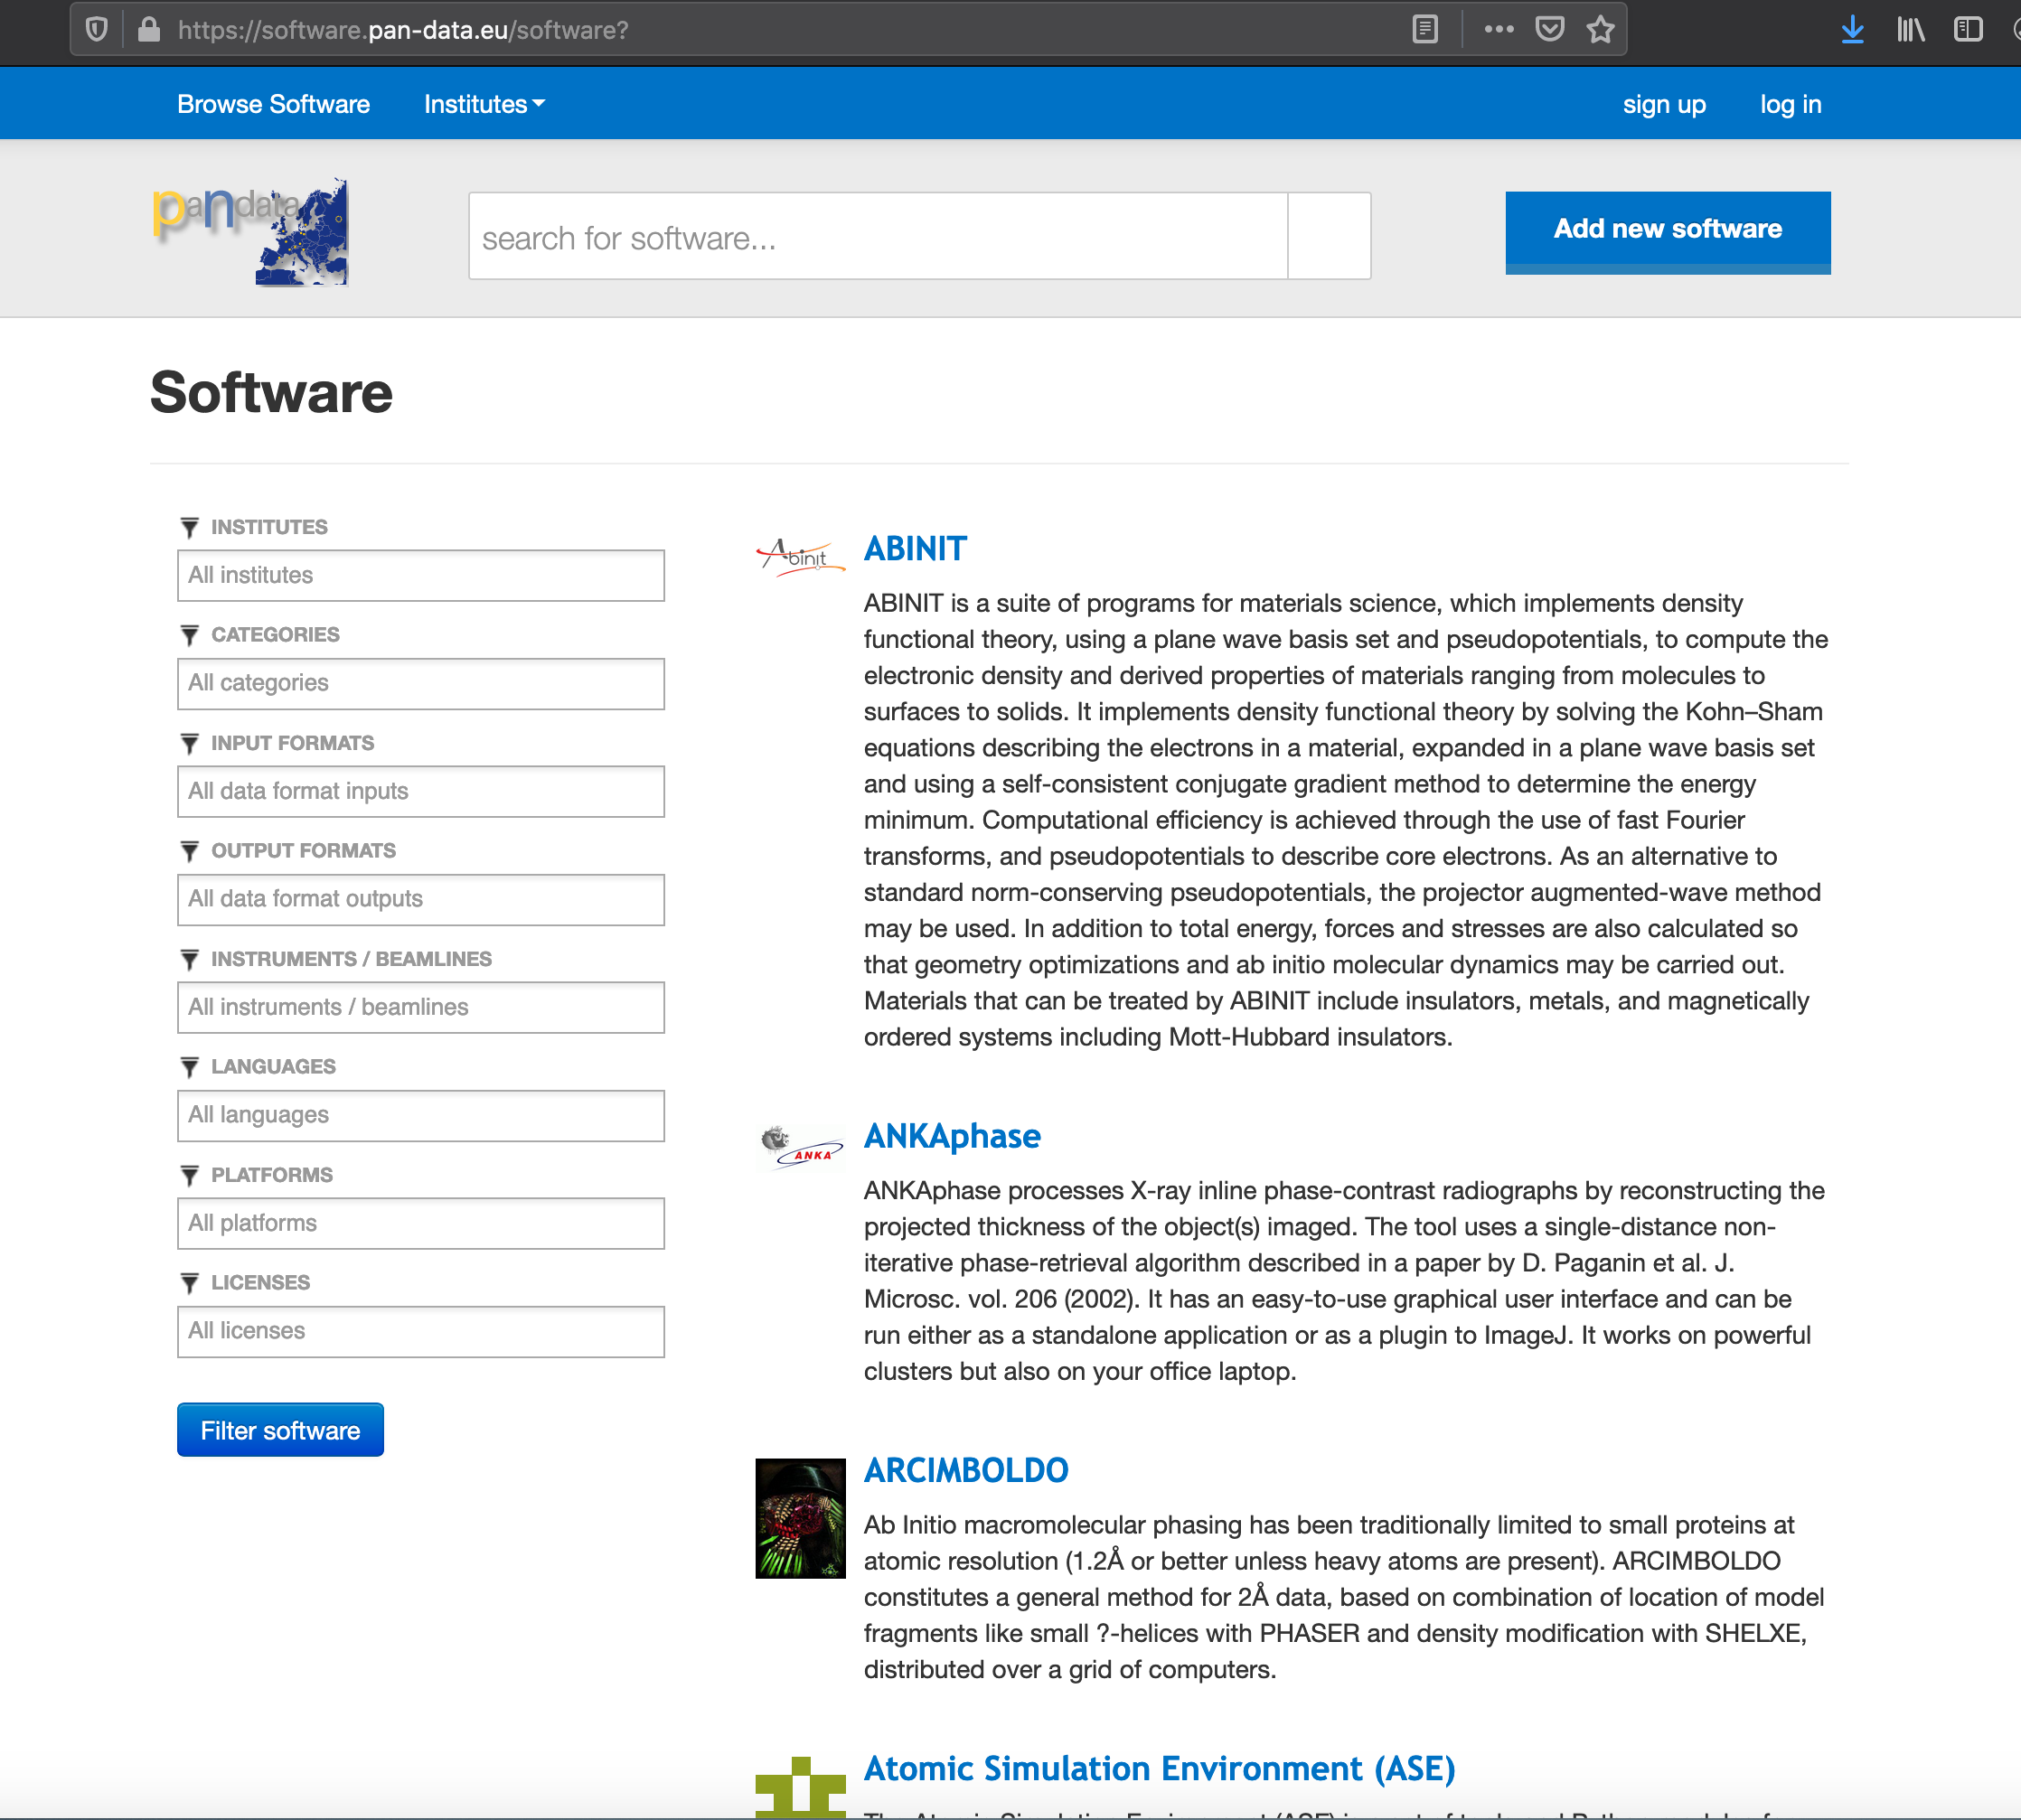 https://software.pan-data.eu/software?
Browse Software
Institutes
sign up
log in
pandata
search for software...
Add new software
Software
INSTITUTES
All institutes
CATEGORIES
All categories
INPUT FORMATS
All data format inputs
OUTPUT FORMATS
All data format outputs
INSTRUMENTS / BEAMLINES
All instruments / beamlines
LANGUAGES
All languages
PLATFORMS
All platforms
LICENSES
All licenses
Filter software
Abinit
ABINIT
ABINIT is a suite of programs for materials science, which implements density
functional theory, using a plane wave basis set and pseudopotentials, to compute the
electronic density and derived properties of materials ranging from molecules to
surfaces to solids. It implements density functional theory by solving the Kohn–Sham
equations describing the electrons in a material, expanded in a plane wave basis set
and using a self-consistent conjugate gradient method to determine the energy
minimum. Computational efficiency is achieved through the use of fast Fourier
transforms, and pseudopotentials to describe core electrons. As an alternative to
standard norm-conserving pseudopotentials, the projector augmented-wave method
may be used. In addition to total energy, forces and stresses are also calculated so
that geometry optimizations and ab initio molecular dynamics may be carried out.
Materials that can be treated by ABINIT include insulators, metals, and magnetically
ordered systems including Mott-Hubbard insulators.
ANKA
ANKAphase
ANKAphase processes X-ray inline phase-contrast radiographs by reconstructing the
projected thickness of the object(s) imaged. The tool uses a single-distance non-
iterative phase-retrieval algorithm described in a paper by D. Paganin et al. J.
Microsc. vol. 206 (2002). It has an easy-to-use graphical user interface and can be
run either as a standalone application or as a plugin to ImageJ. It works on powerful
clusters but also on your office laptop.
ARCIMBOLDO
Ab Initio macromolecular phasing has been traditionally limited to small proteins at
atomic resolution (1.2Å or better unless heavy atoms are present). ARCIMBOLDO
constitutes a general method for 2Å data, based on combination of location of model
fragments like small ?-helices with PHASER and density modification with SHELXE,
distributed over a grid of computers.
Atomic Simulation Environment (ASE)